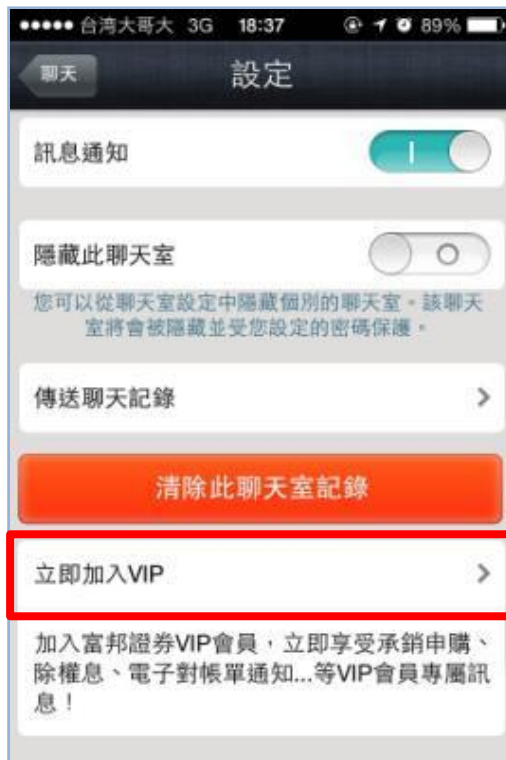 台湾大哥大 3G 18:37 89%
聊天 設定
訊息通知
隱藏此聊天室
您可以從聊天室設定中隱藏個別的聊天室。該聊天
室將會被隱藏並受您設定的密碼保護。
傳送聊天記錄
清除此聊天室記錄
立即加入VIP
加入富邦證券VIP會員，立即享受承銷申購、
除權息、電子對帳單通知...等VIP會員專屬訊
息！